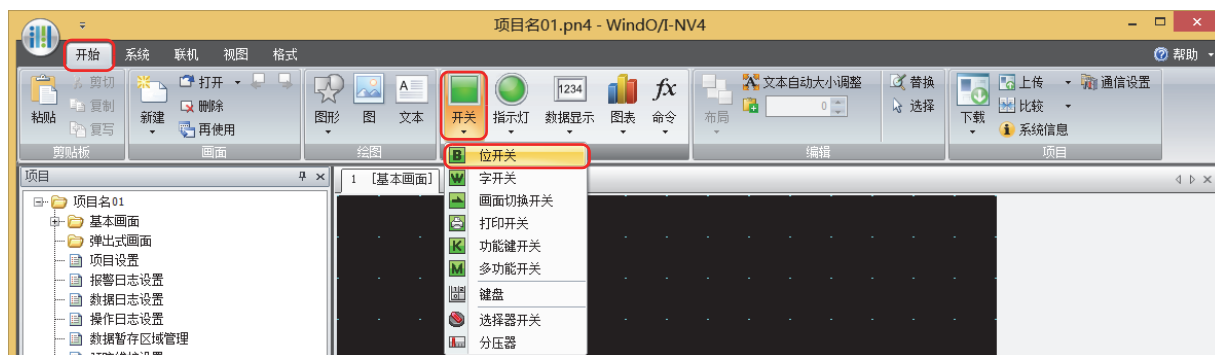 项目名01.pn4 - WindO/I-NV4
开始 系统 联机 视图 格式 帮助
粘贴 剪切 复制 复写 剪贴板
新建 打开 删除 再使用 画面
图形 图 文本 绘图
开关 指示灯 数据显示 图表 命令
布局 文本自动大小调整 0 替换 选择 编辑
下载 上传 比较 系统信息 通信设置 项目
项目
1 [基本画面]
项目名01
基本画面
弹出式画面
项目设置
报警日志设置
数据日志设置
操作日志设置
数据暂存区域管理
B 位开关
W 字开关
画面切换开关
打印开关
K 功能键开关
M 多功能开关
键盘
选择器开关
分压器
1234
A
fx